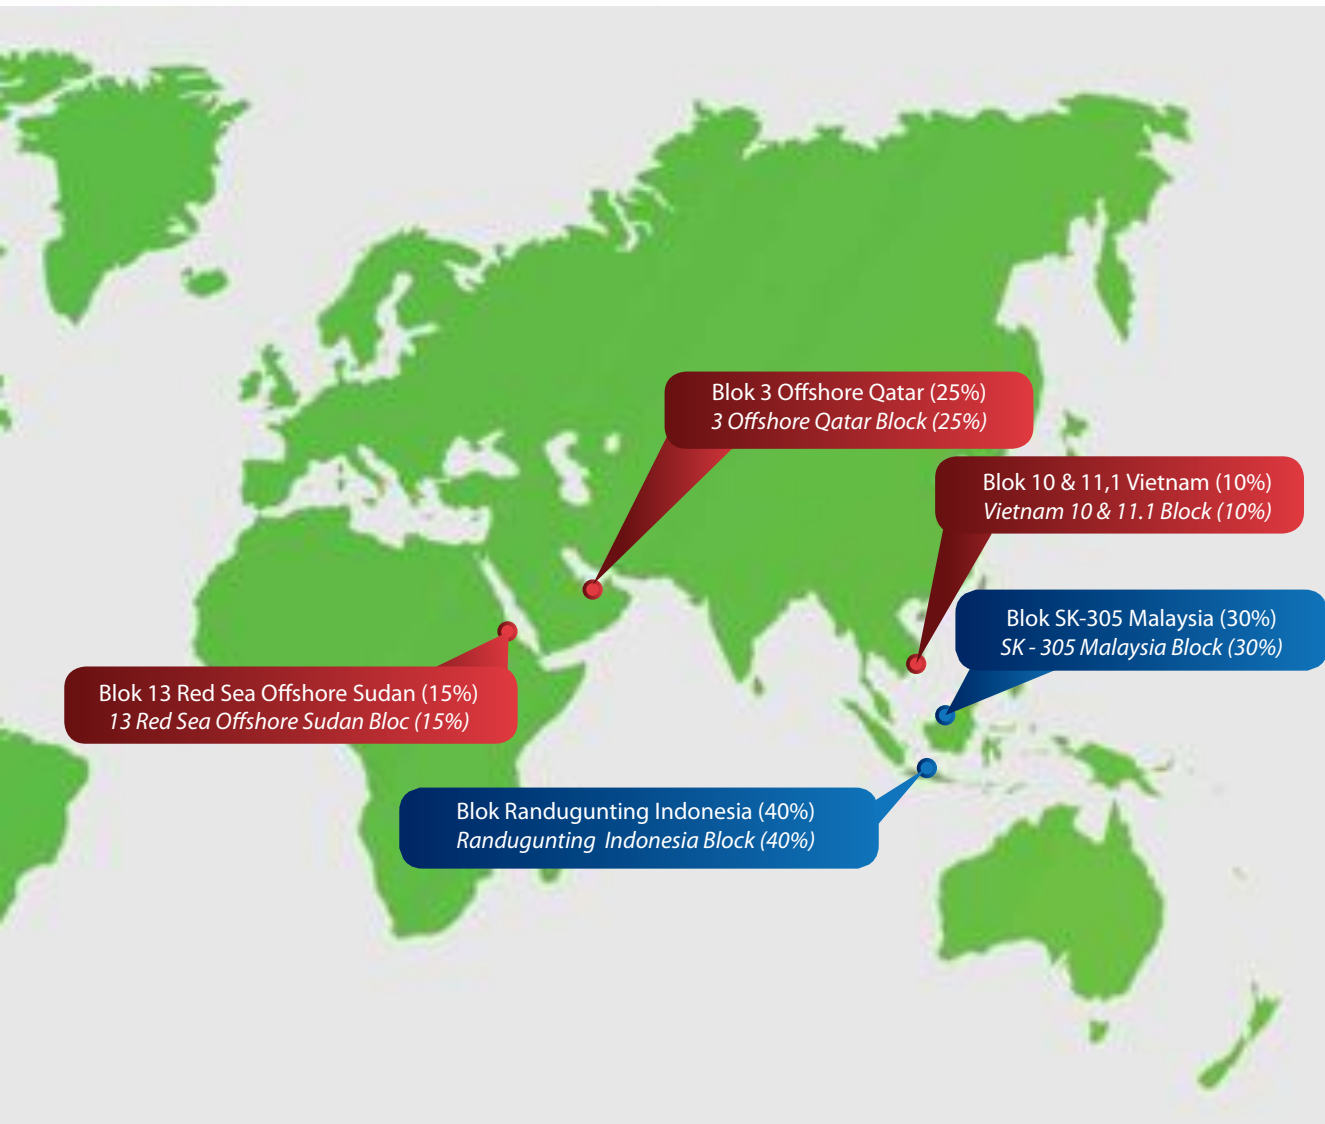 Blok 3 Offshore Qatar (25%)
3 Offshore Qatar Block (25%)
Blok 10 & 11,1 Vietnam (10%)
Vietnam 10 & 11.1 Block (10%)
Blok SK-305 Malaysia (30%)
SK - 305 Malaysia Block (30%)
Blok 13 Red Sea Offshore Sudan (15%)
13 Red Sea Offshore Sudan Bloc (15%)
Blok Randugunting Indonesia (40%)
Randugunting Indonesia Block (40%)